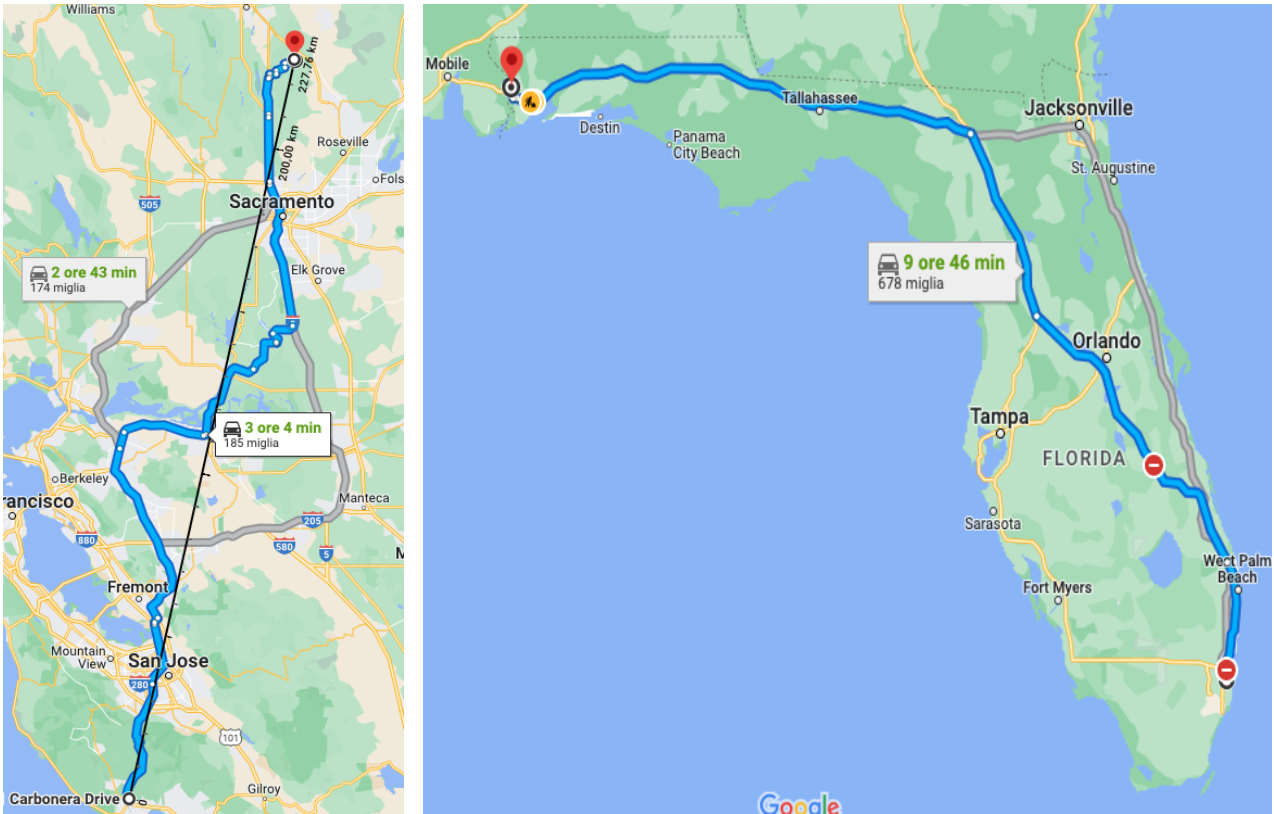 Williams
227,76 km
200,00 km
Roseville
Fols
505
Sacramento
2 ore 43 min
174 miglia
Elk Grove
5
3 ore 4 min
185 miglia
Berkeley
rancisco
Manteca
205
880
580
5
M
Fremont
Mountain
View
San Jose
280
101
Carbonera Drive
0
Gilroy
Mobile
Destin
Tallahassee
Panama
City Beach
Jacksonville
St. Augustine
9 ore 46 min
678 miglia
Orlando
Tampa
FLORIDA
Sarasota
Fort Myers
West Palm
Beach
Google